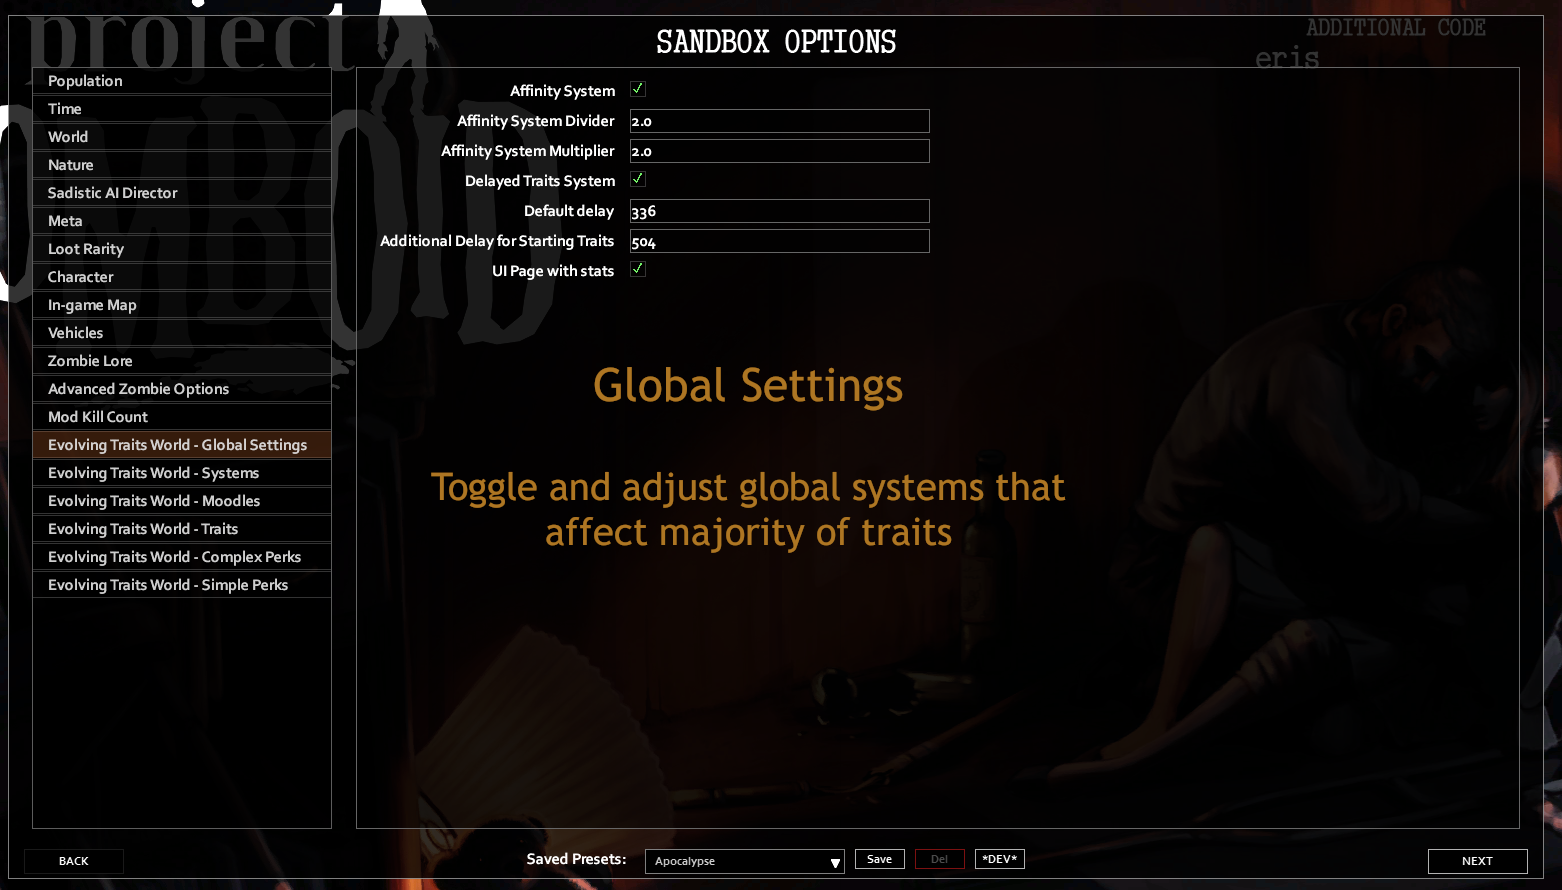 project
ZOMBOID
ADDITIONAL CODE
eris
SANDBOX OPTIONS
Population
Time
World
Nature
Sadistic AI Director
Meta
Loot Rarity
Character
In-game Map
Vehicles
Zombie Lore
Advanced Zombie Options
Mod Kill Count
Evolving Traits World - Global Settings
Evolving Traits World - Systems
Evolving Traits World - Moodles
Evolving Traits World - Traits
Evolving Traits World - Complex Perks
Evolving Traits World - Simple Perks
Affinity System
Affinity System Divider 2.0
Affinity System Multiplier 2.0
Delayed Traits System
Default delay 336
Additional Delay for Starting Traits 504
UI Page with stats
Global Settings
Toggle and adjust global systems that
affect majority of traits
BACK
Saved Presets: Apocalypse Save Del *DEV*
NEXT